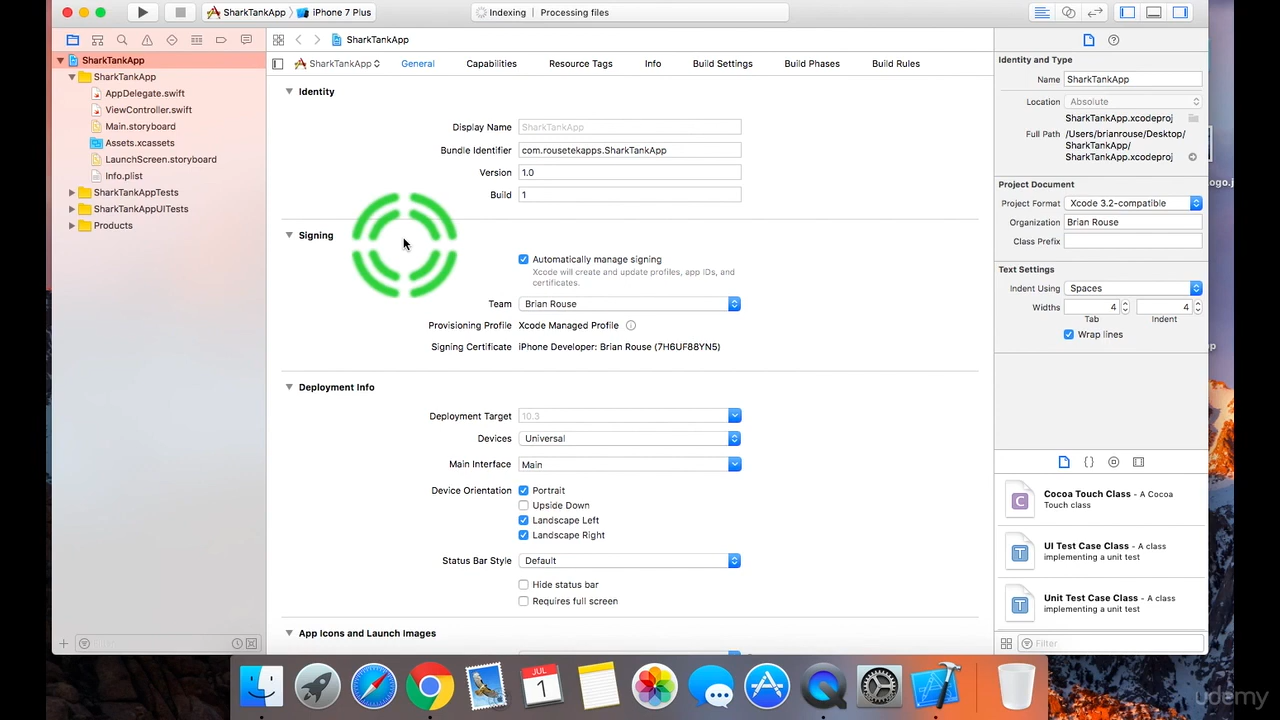 SharkTankApp
iPhone 7 Plus
Indexing | Processing files
SharkTankApp
SharkTankApp
SharkTankApp
AppDelegate.swift
ViewController.swift
Main.storyboard
Assets.xcassets
LaunchScreen.storyboard
Info.plist
SharkTankAppTests
SharkTankAppUITests
Products
SharkTankApp
General
Capabilities
Resource Tags
Info
Build Settings
Build Phases
Build Rules
Identity
Display Name SharkTankApp
Bundle Identifier com.rousetekapps.SharkTankApp
Version 1.0
Build 1
Signing
Automatically manage signing
Xcode will create and update profiles, app IDs, and
certificates.
Team Brian Rouse
Provisioning Profile Xcode Managed Profile
Signing Certificate iPhone Developer: Brian Rouse (7H6UF88YN5)
Deployment Info
Deployment Target 10.3
Devices Universal
Main Interface Main
Device Orientation Portrait
Upside Down
Landscape Left
Landscape Right
Status Bar Style Default
Hide status bar
Requires full screen
App Icons and Launch Images
Identity and Type
Name SharkTankApp
Location Absolute
SharkTankApp.xcodeproj
Full Path /Users/brianrouse/Desktop/
SharkTankApp/
SharkTankApp.xcodeproj
Project Document
Project Format Xcode 3.2-compatible
Organization Brian Rouse
Class Prefix
Text Settings
Indent Using Spaces
Widths 4 4
Tab Indent
Wrap lines
{ }
C
Cocoa Touch Class - A Cocoa
Touch class
T
UI Test Case Class - A class
implementing a unit test
T
Unit Test Case Class - A class
implementing a unit test
Filter
ogo.j
JUL
1
udemy